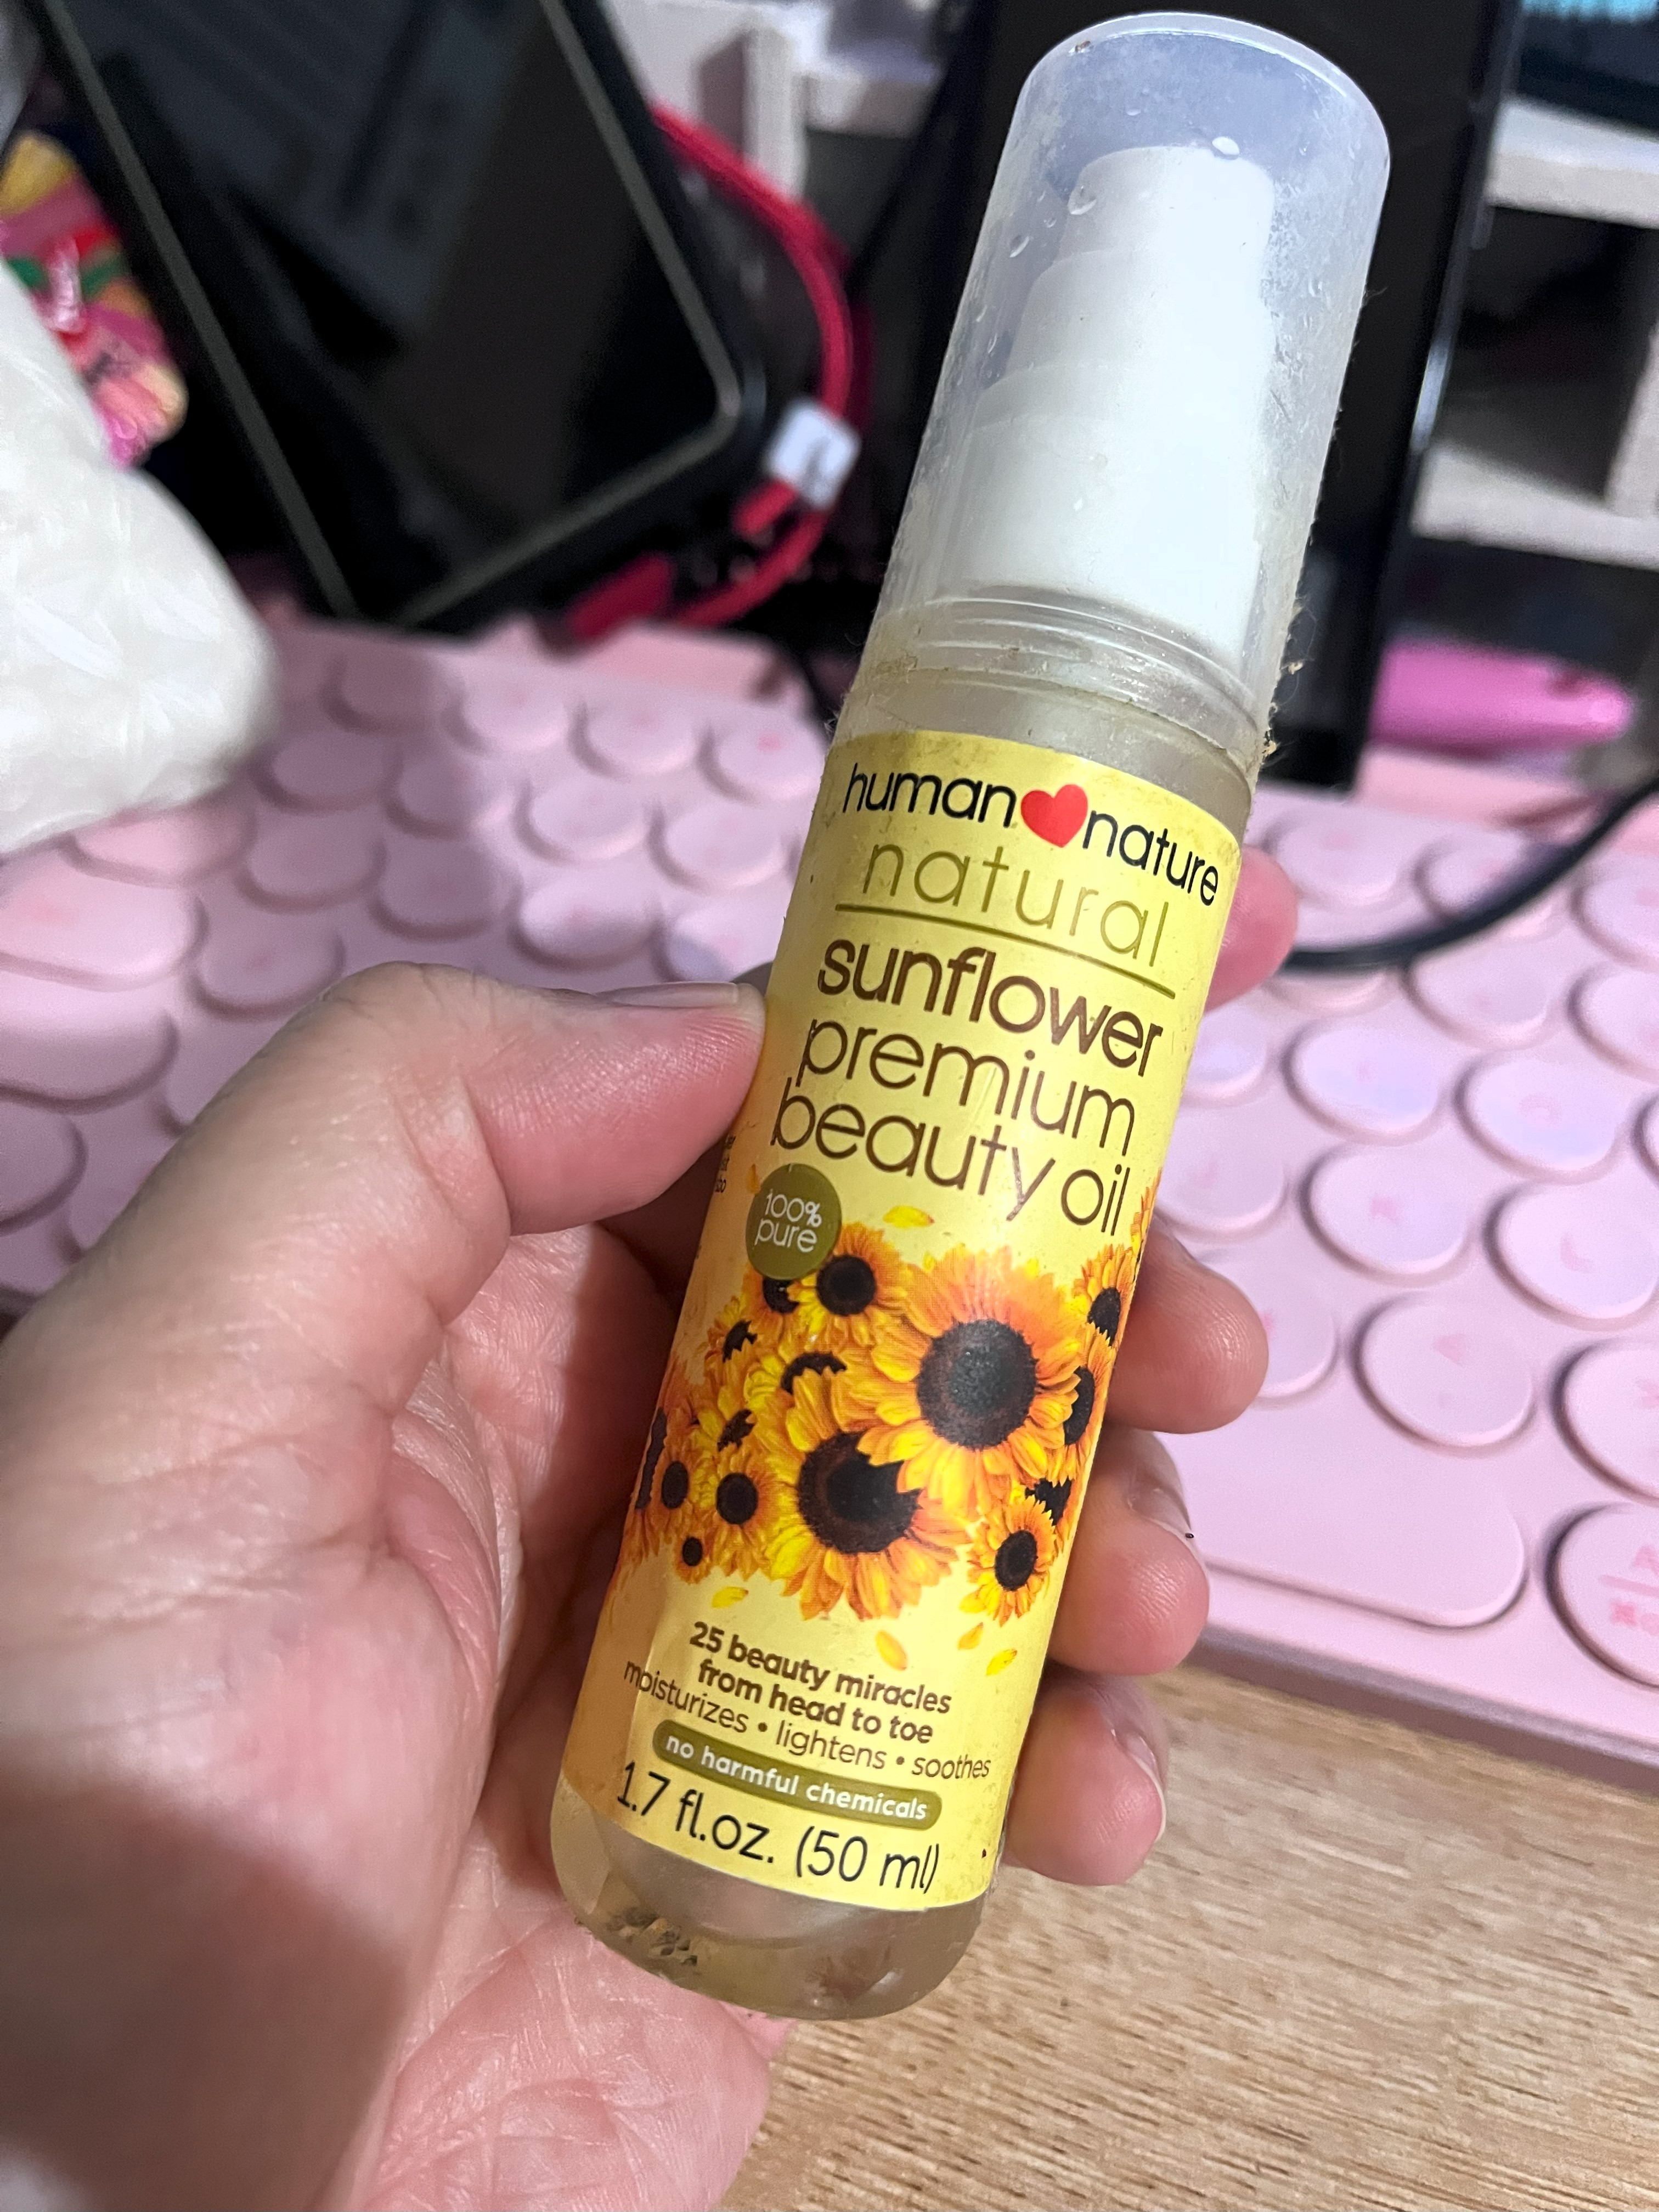 human nature
natural
sunflower
premium
beauty oil
100%
pure
25 beauty miracles
from head to toe
moisturizes • lightens • soothes
no harmful chemicals
1.7 fl.oz. (50 ml)